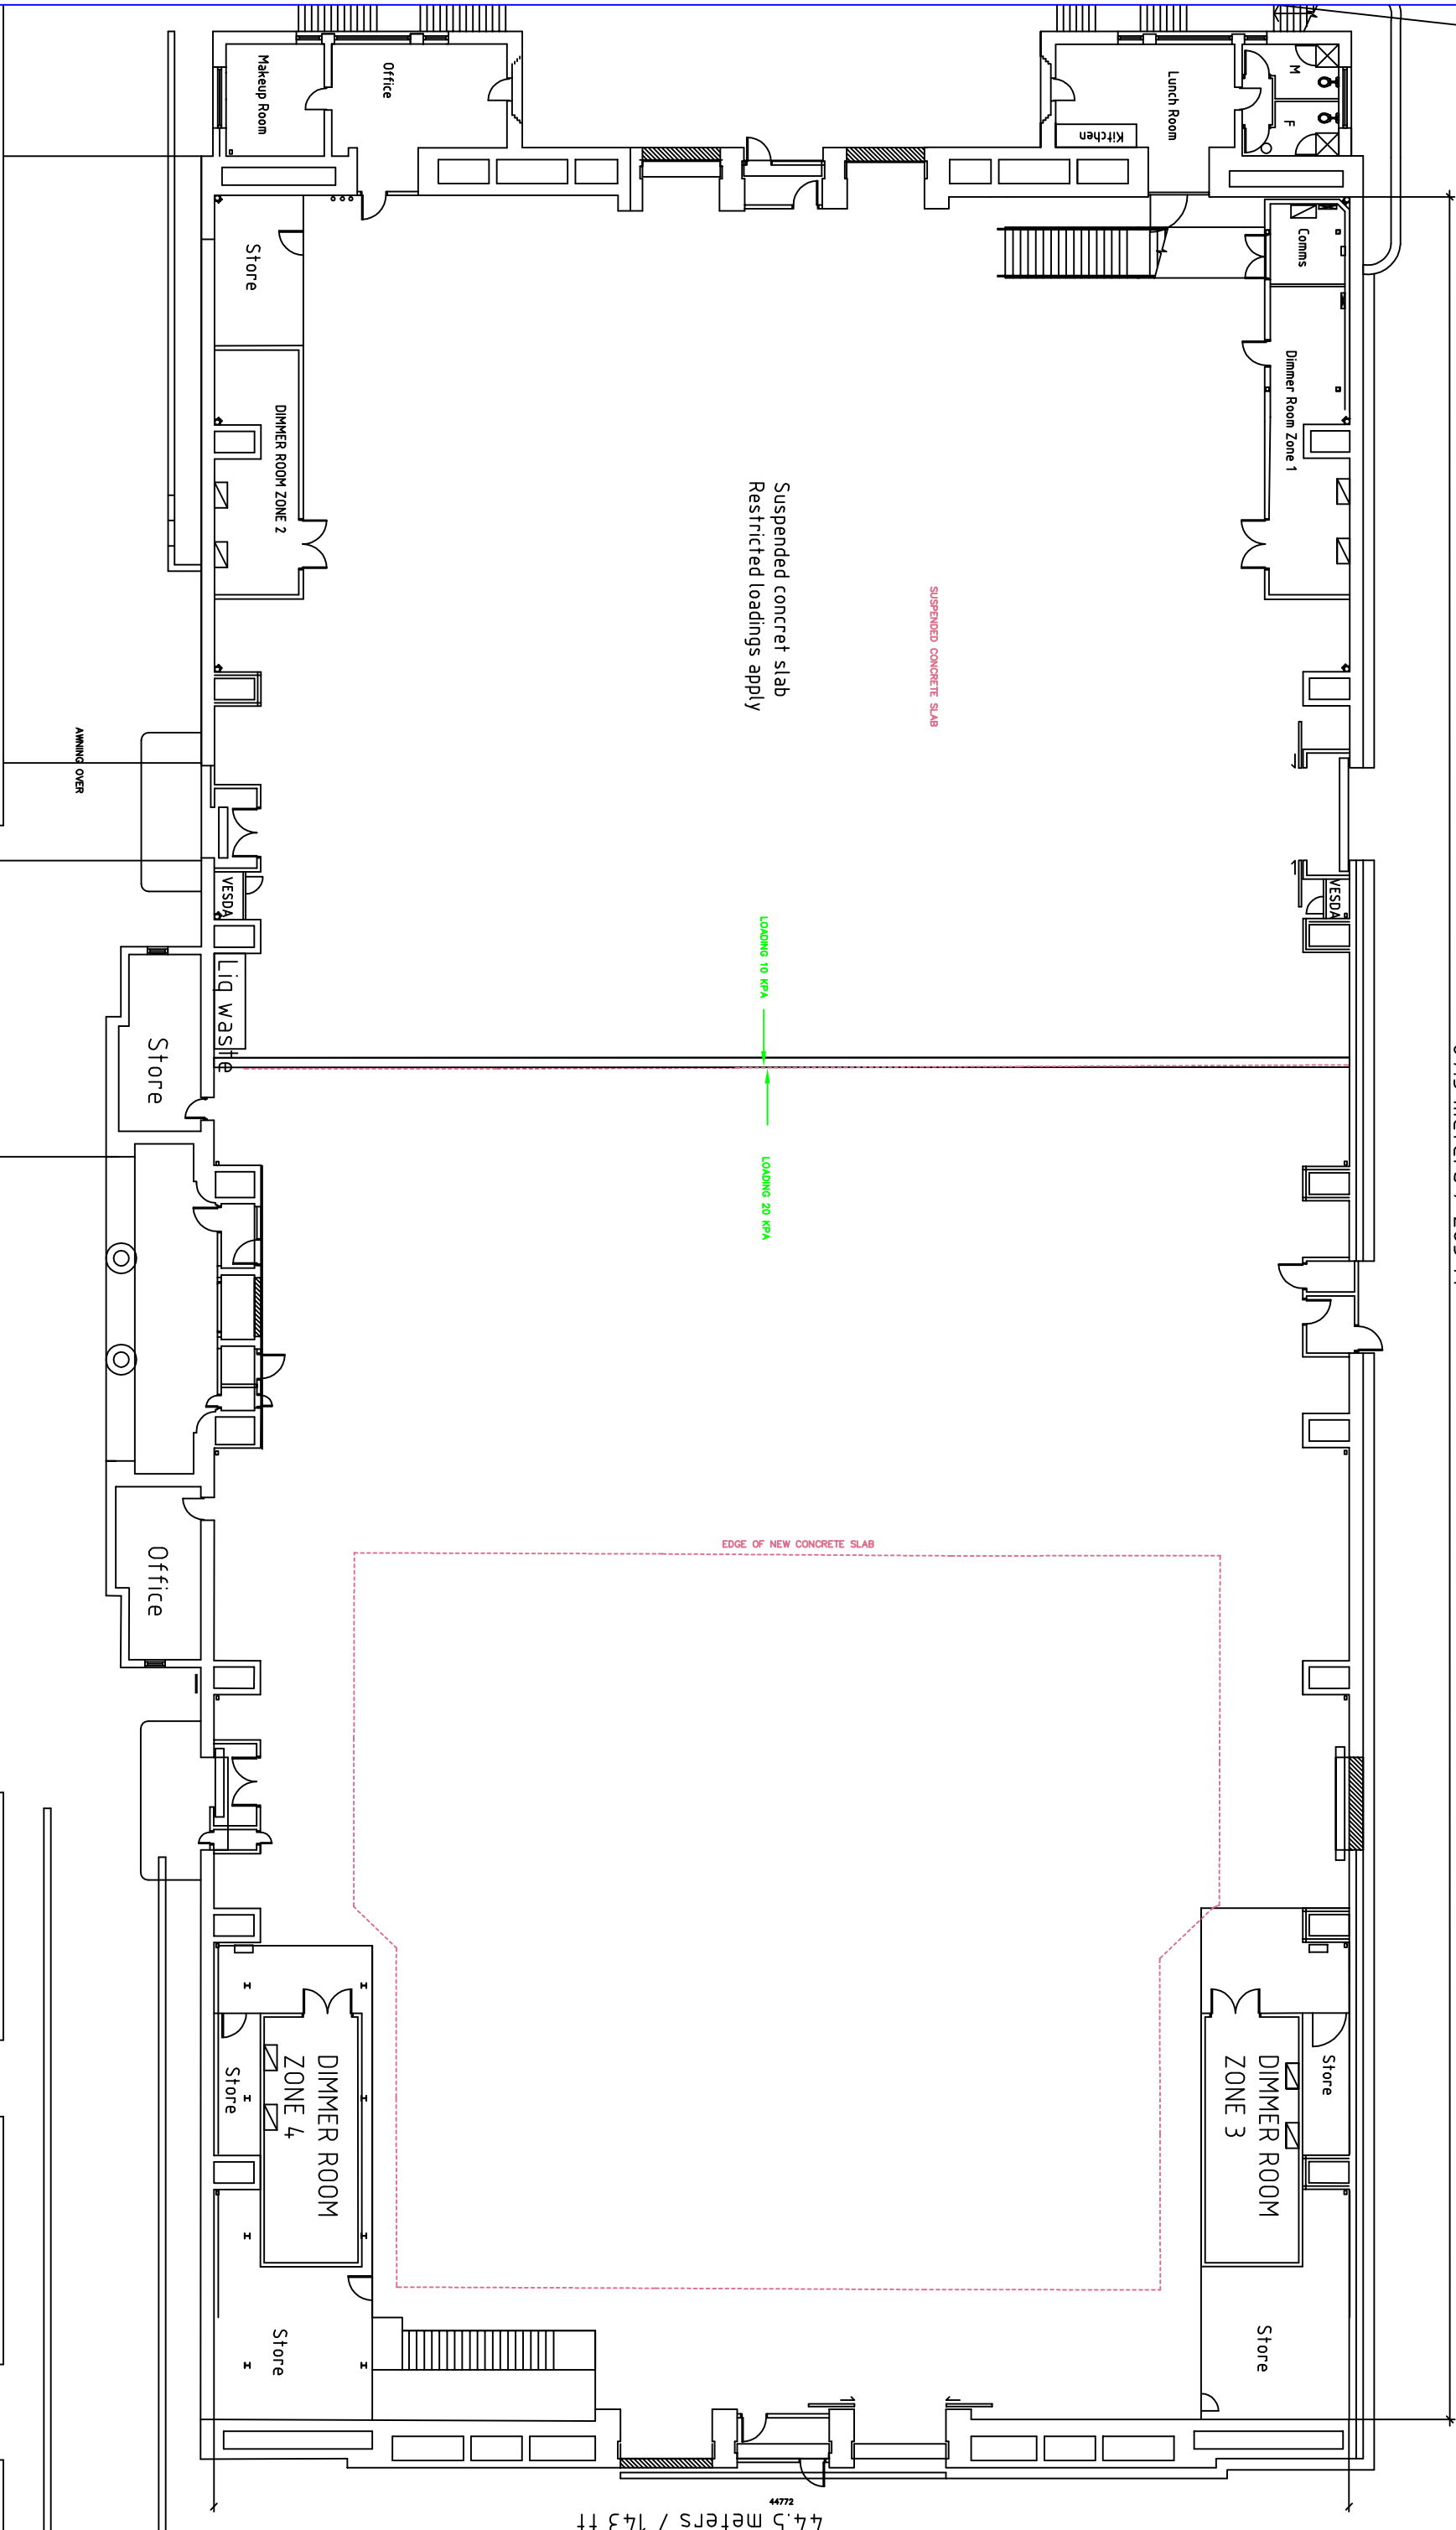 Makeup Room
Office
Lunch Room
Kitchen
M
F
Store
Comms
Dimmer Room Zone 1
DIMMER ROOM ZONE 2
Suspended concret slab
Restricted loadings apply
SUSPENDED CONCRETE SLAB
AWNING OVER
VESDA
VESDA
Liq waste
LOADING 10 KPA
LOADING 20 KPA
Store
Office
EDGE OF NEW CONCRETE SLAB
DIMMER ROOM
ZONE 4
Store
Store
DIMMER ROOM
ZONE 3
Store
Store
44772
44.5 meters / 143 ft